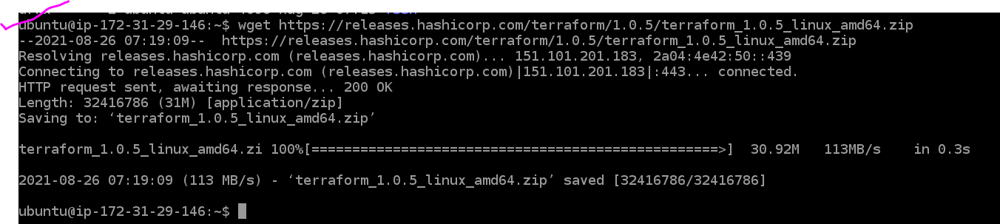 ubuntu@ip-172-31-29-146:~$ wget https://releases.hashicorp.com/terraform/1.0.5/terraform_1.0.5_linux_amd64.zip
--2021-08-26 07:19:09--  https://releases.hashicorp.com/terraform/1.0.5/terraform_1.0.5_linux_amd64.zip
Resolving releases.hashicorp.com (releases.hashicorp.com)... 151.101.201.183, 2a04:4e42:50::439
Connecting to releases.hashicorp.com (releases.hashicorp.com)|151.101.201.183|:443... connected.
HTTP request sent, awaiting response... 200 OK
Length: 32416786 (31M) [application/zip]
Saving to: ‘terraform_1.0.5_linux_amd64.zip’
terraform_1.0.5_linux_amd64.zi 100%[==================================================>]  30.92M   113MB/s    in 0.3s
2021-08-26 07:19:09 (113 MB/s) - ‘terraform_1.0.5_linux_amd64.zip’ saved [32416786/32416786]
ubuntu@ip-172-31-29-146:~$